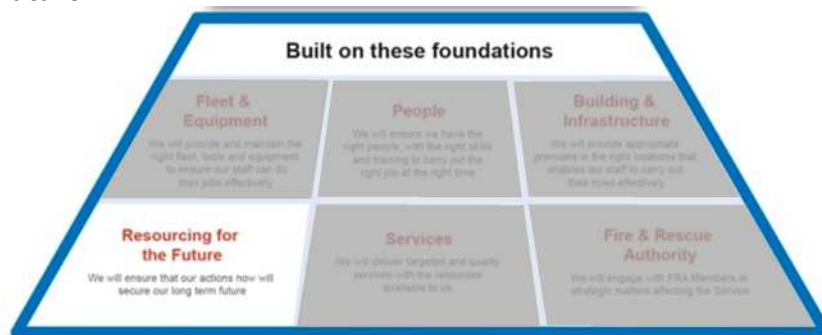 Built on these foundations
Fleet &
Equipment
We will provide and maintain the
right fleet, tools and equipment
to ensure our staff can do
their jobs effectively
People
We will ensure we have the
right people, with the right skills
and training to carry out the
right job at the right time
Building &
Infrastructure
We will provide appropriate
premises in the right locations that
enables our staff to carry out
their roles effectively
Resourcing for
the Future
We will ensure that our actions now will
secure our long term future
Services
We will deliver targeted and quality
services with the resources
available to us
Fire & Rescue
Authority
We will engage with FRA Members in
strategic matters affecting the Service